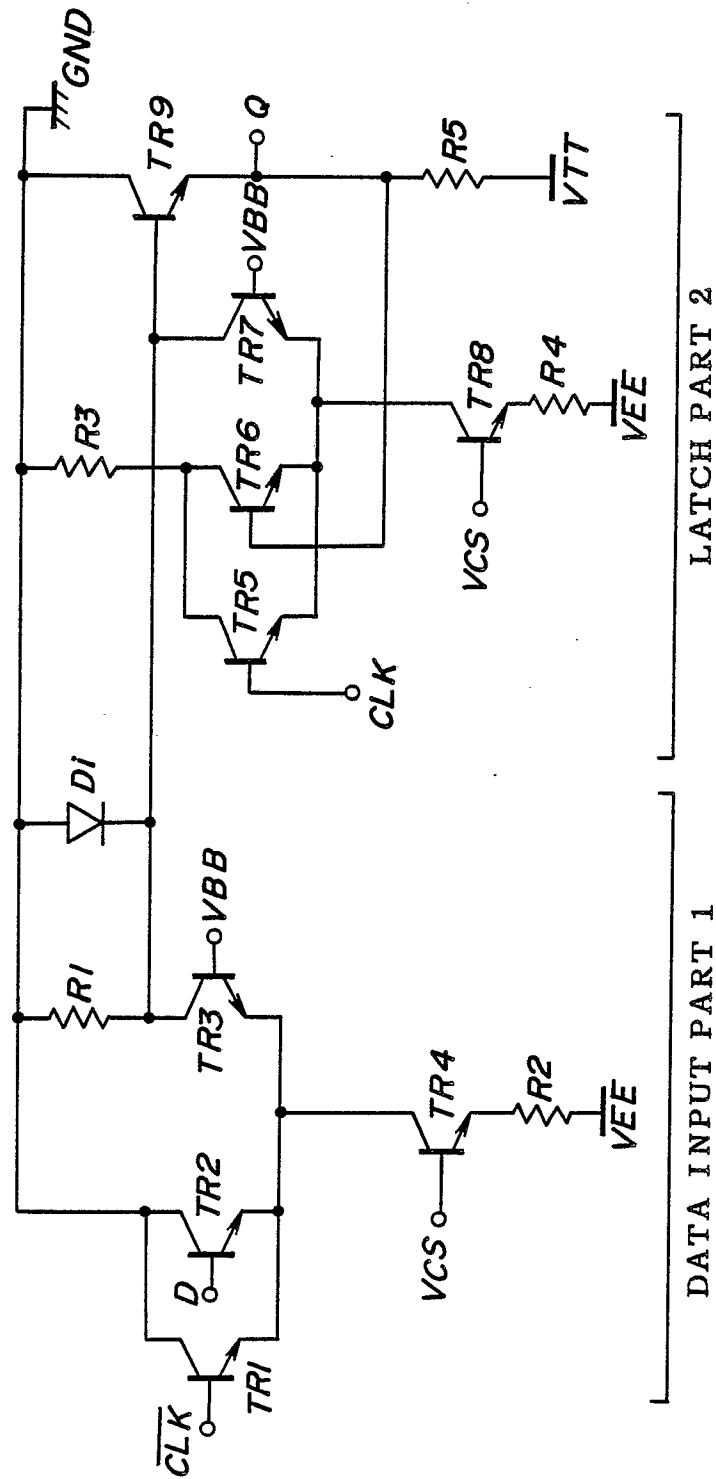 GND
R1
Di
R3
TR9
Q
VBB
TR7
TR6
TR5
R5
VTT
CLK
VCS
TR8
R4
VEE
D
TR2
TR3
VBB
CLK
TR1
VCS
TR4
R2
VEE
DATA INPUT PART 1
LATCH PART 2